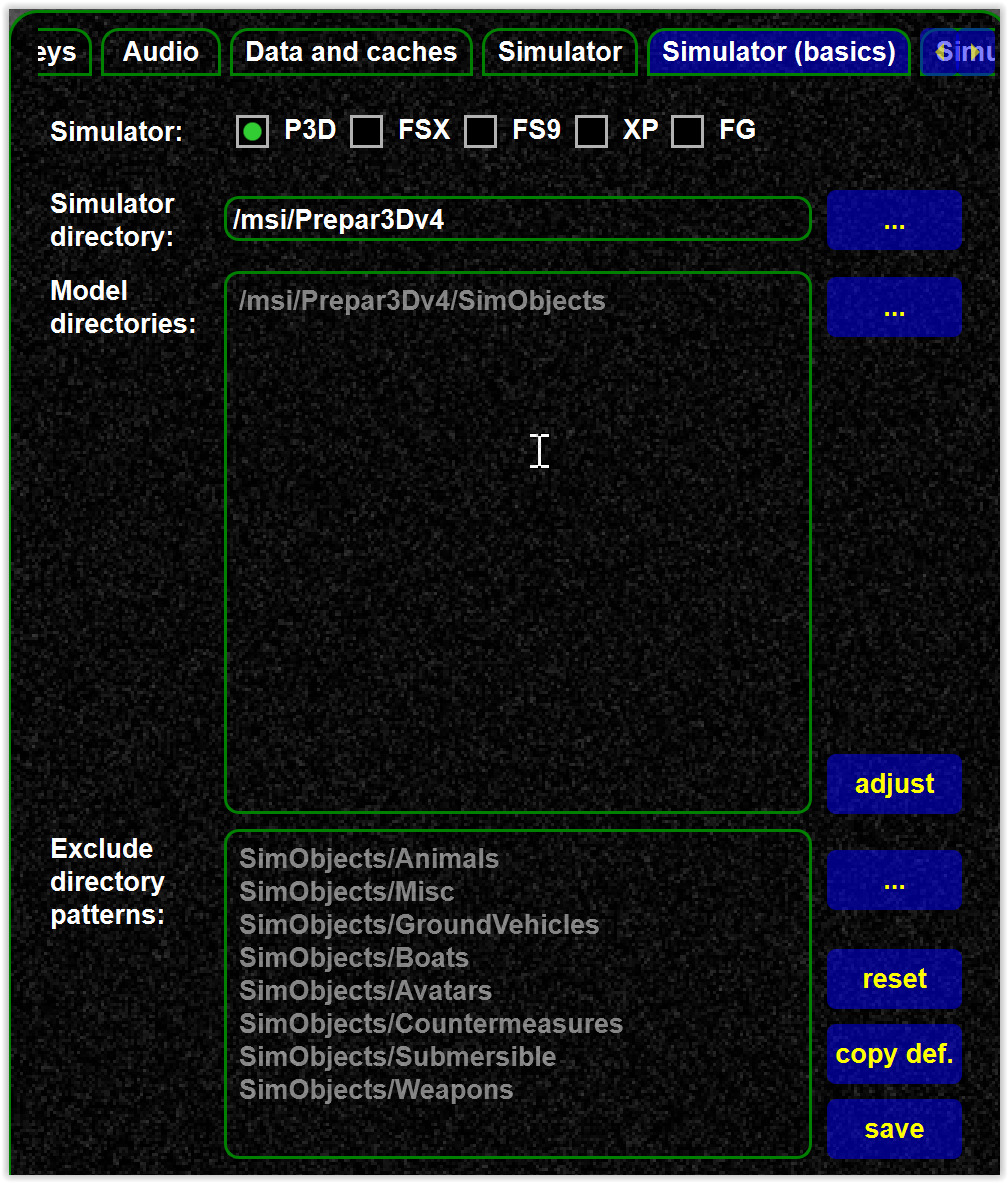 eys Audio Data and caches Simulator Simulator (basics) Simu
Simulator: P3D FSX FS9 XP FG
Simulator
directory:
/msi/Prepar3Dv4
...
Model
directories:
/msi/Prepar3Dv4/SimObjects
...
adjust
Exclude
directory
patterns:
SimObjects/Animals
SimObjects/Misc
SimObjects/GroundVehicles
SimObjects/Boats
SimObjects/Avatars
SimObjects/Countermeasures
SimObjects/Submersible
SimObjects/Weapons
...
reset
copy def.
save